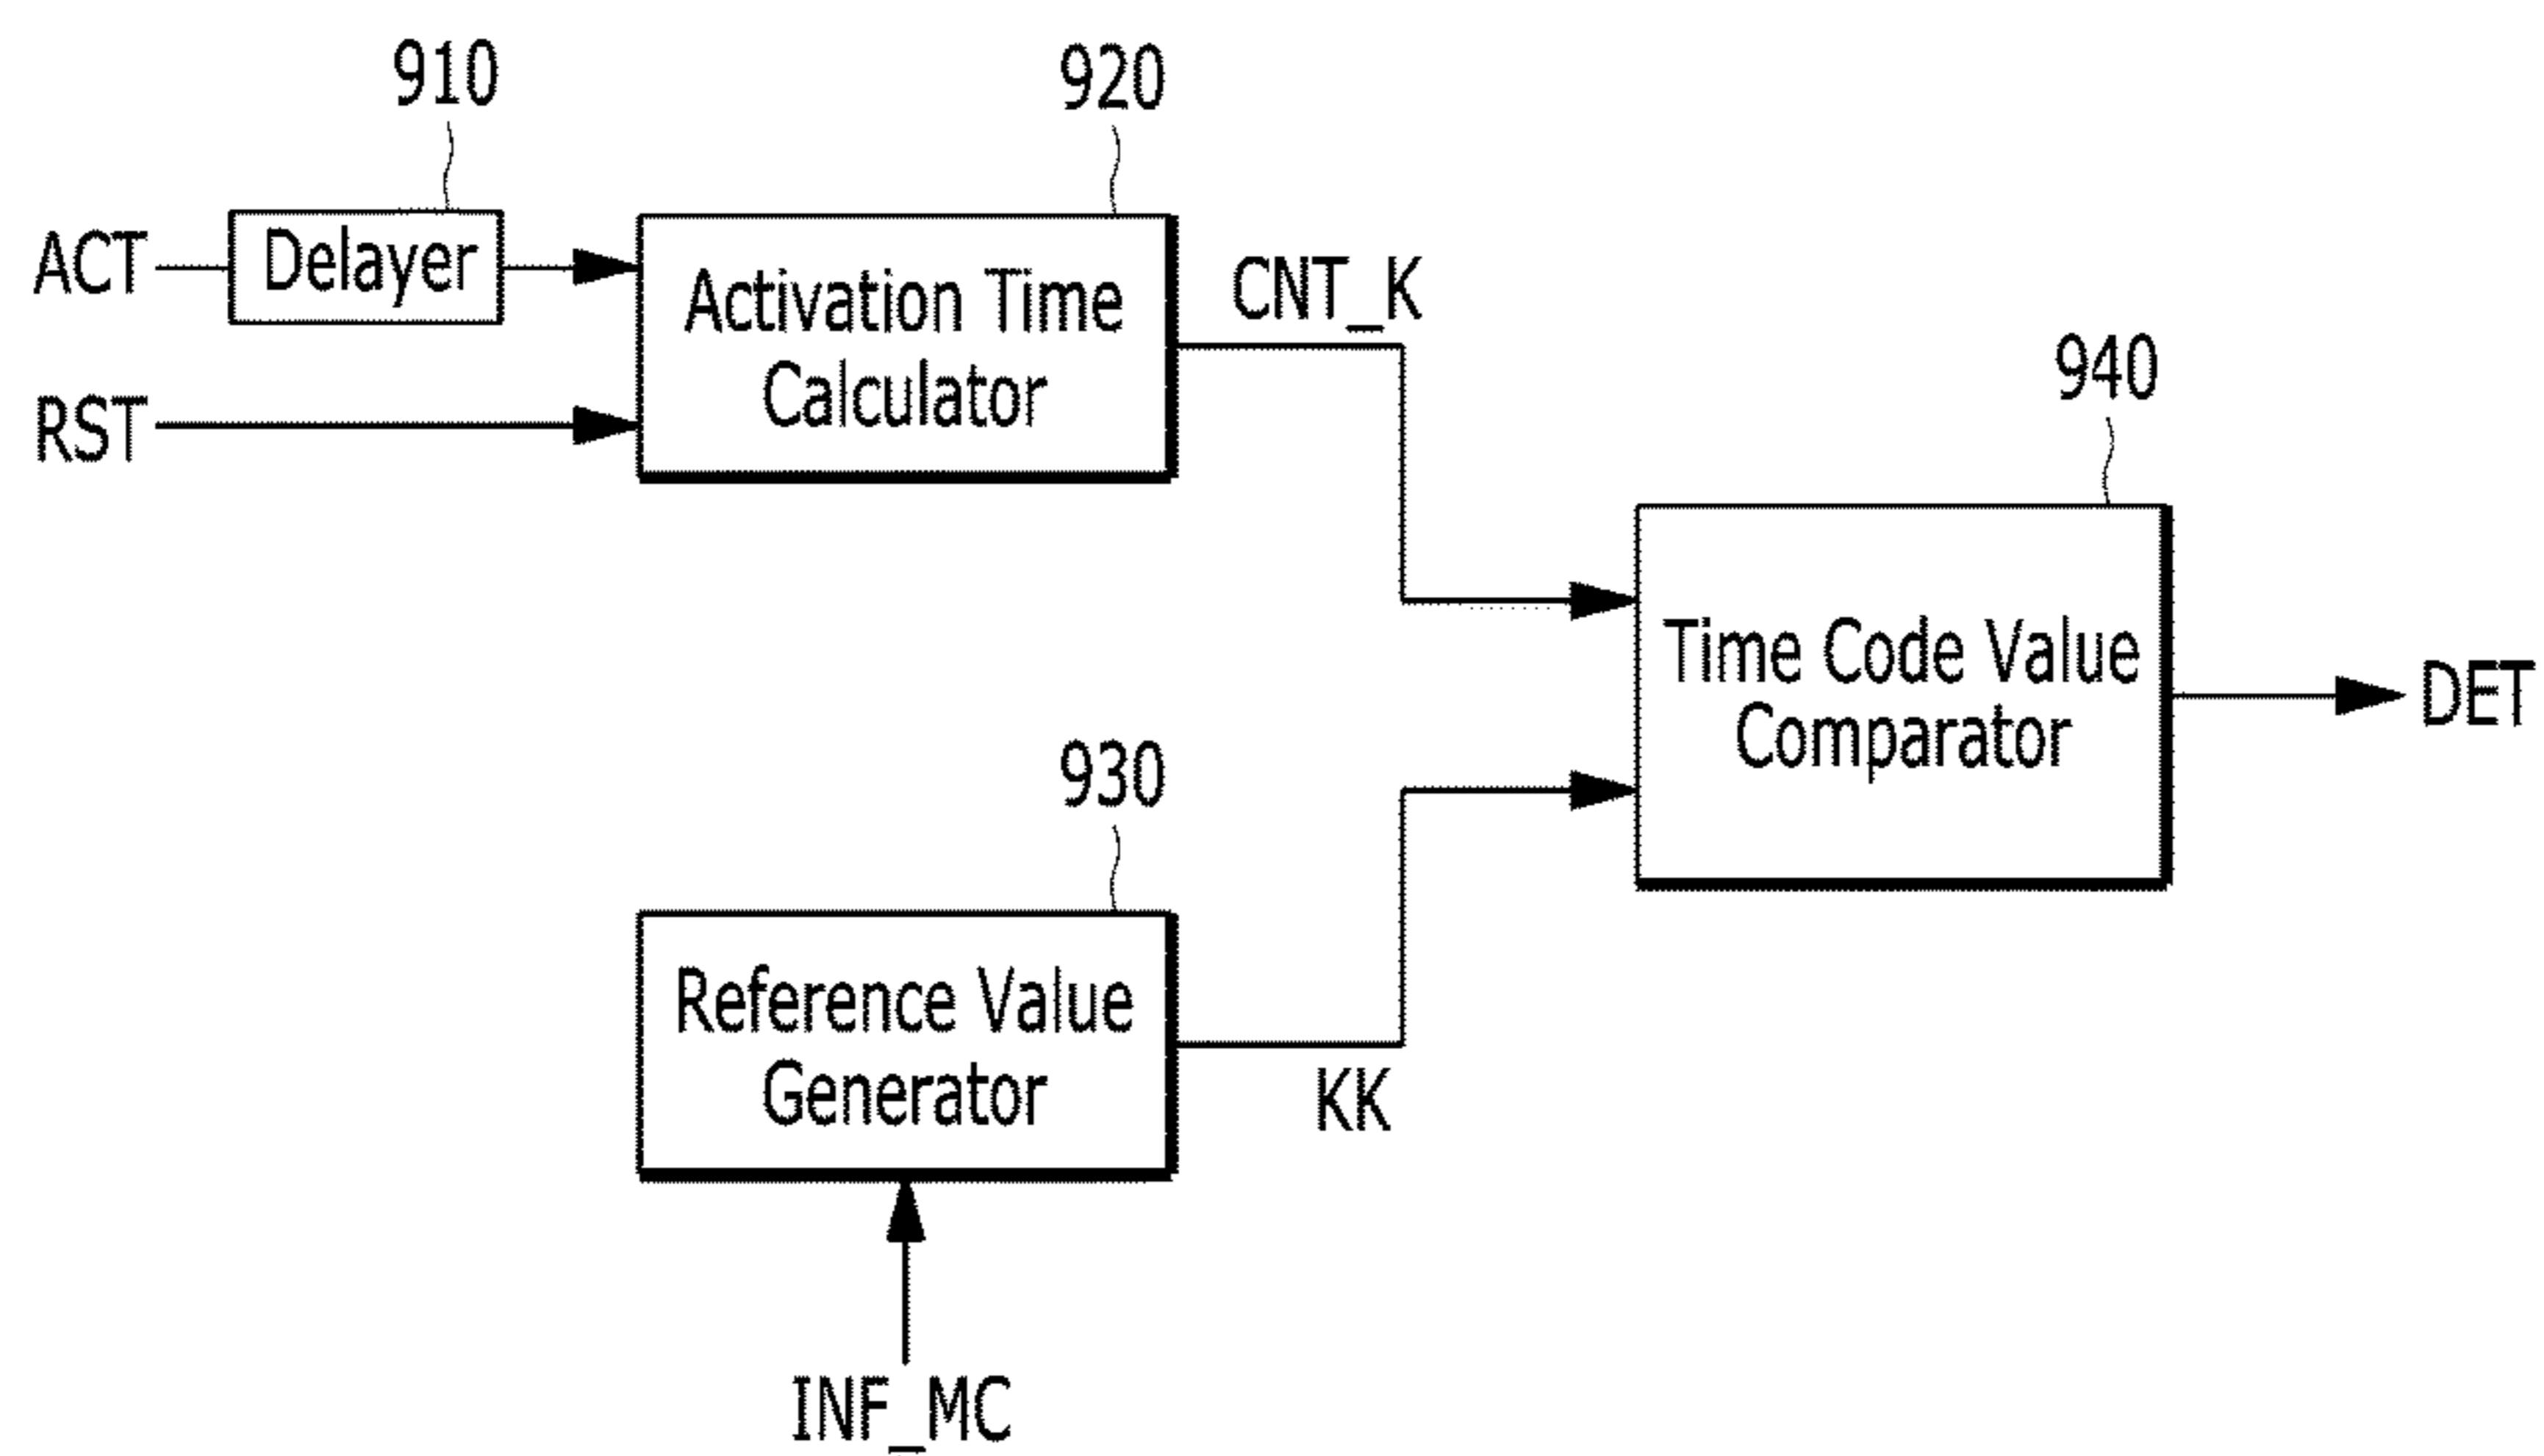 910
920
ACT
Delayer
Activation Time
Calculator
CNT_K
RST
940
Time Code Value
Comparator
DET
930
Reference Value
Generator
KK
INF_MC